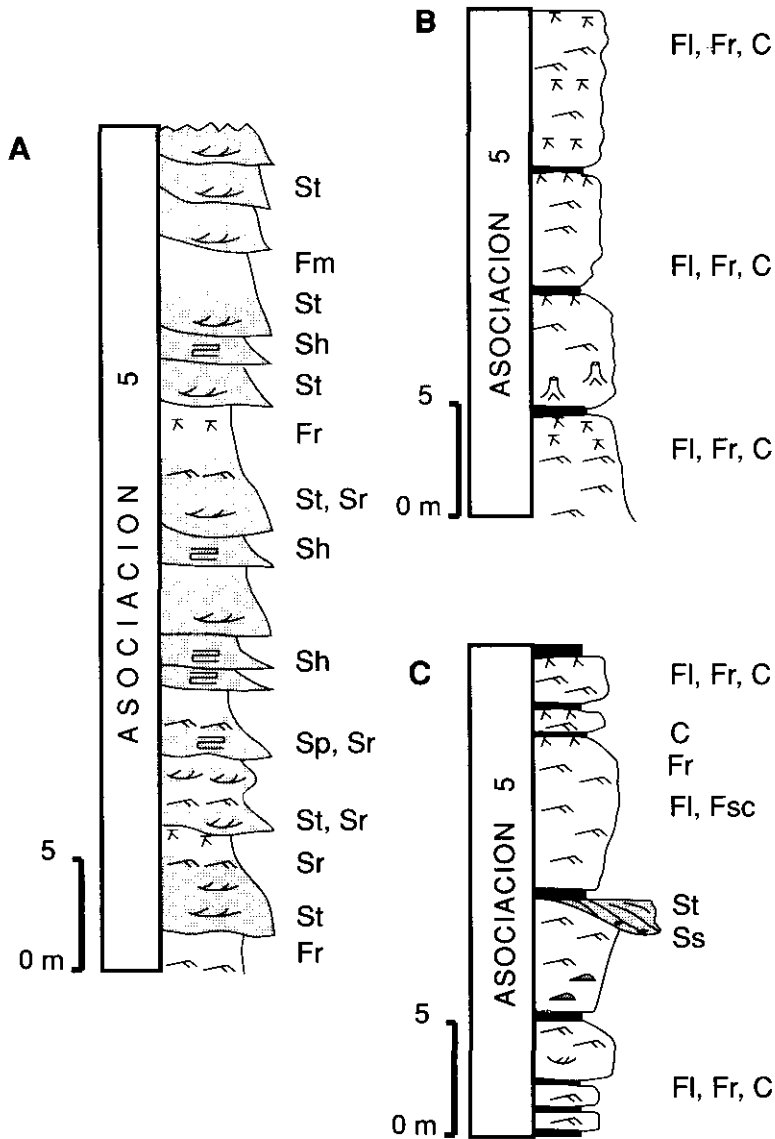 A
ASOCIACION 5
St
Fm
St
Sh
St
Fr
St, Sr
Sh
Sh
Sp, Sr
St, Sr
Sr
St
Fr
5
0 m
B
ASOCIACION 5
Fl, Fr, C
Fl, Fr, C
Fl, Fr, C
5
0 m
C
ASOCIACION 5
Fl, Fr, C
C
Fr
Fl, Fsc
St
Ss
Fl, Fr, C
5
0 m